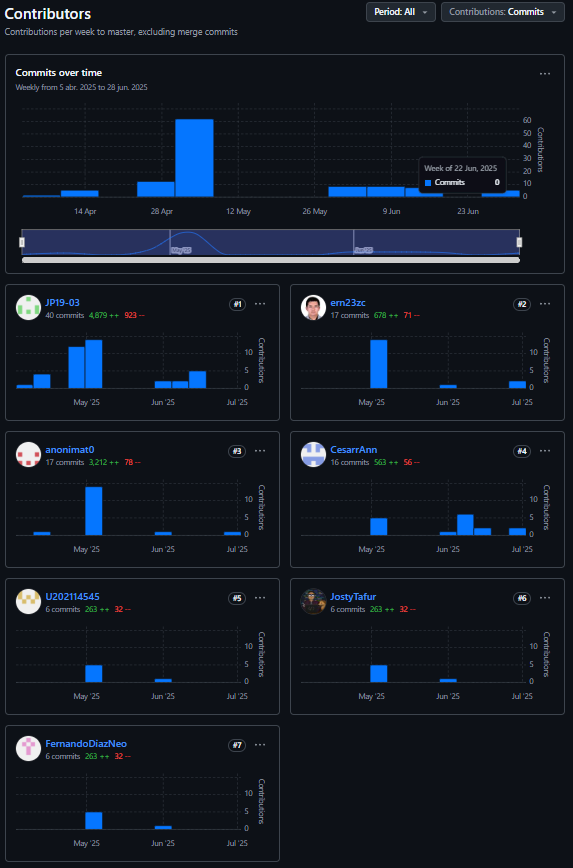 Contributors
Period: All
Contributions: Commits
Contributions per week to master, excluding merge commits
Commits over time
Weekly from 5 abr. 2025 to 28 jun. 2025
60
50
40
30
20
10
0
Contributions
Week of 22 Jun, 2025
Commits 0
14 Apr 28 Apr 12 May 26 May 9 Jun 23 Jun
JP19-03 #1
40 commits 4,879 ++ 923 --
10
5
0
Contributions
May '25 Jun '25 Jul '25
ern23zc #2
17 commits 678 ++ 71 --
10
5
0
Contributions
May '25 Jun '25 Jul '25
anonimat0 #3
17 commits 3,212 ++ 78 --
10
5
0
Contributions
May '25 Jun '25 Jul '25
CesarrAnn #4
16 commits 563 ++ 56 --
10
5
0
Contributions
May '25 Jun '25 Jul '25
U202114545 #5
6 commits 263 ++ 32 --
10
5
0
Contributions
May '25 Jun '25 Jul '25
JostyTafur #6
6 commits 263 ++ 32 --
10
5
0
Contributions
May '25 Jun '25 Jul '25
FernandoDiazNeo #7
6 commits 263 ++ 32 --
10
5
0
Contributions
May '25 Jun '25 Jul '25